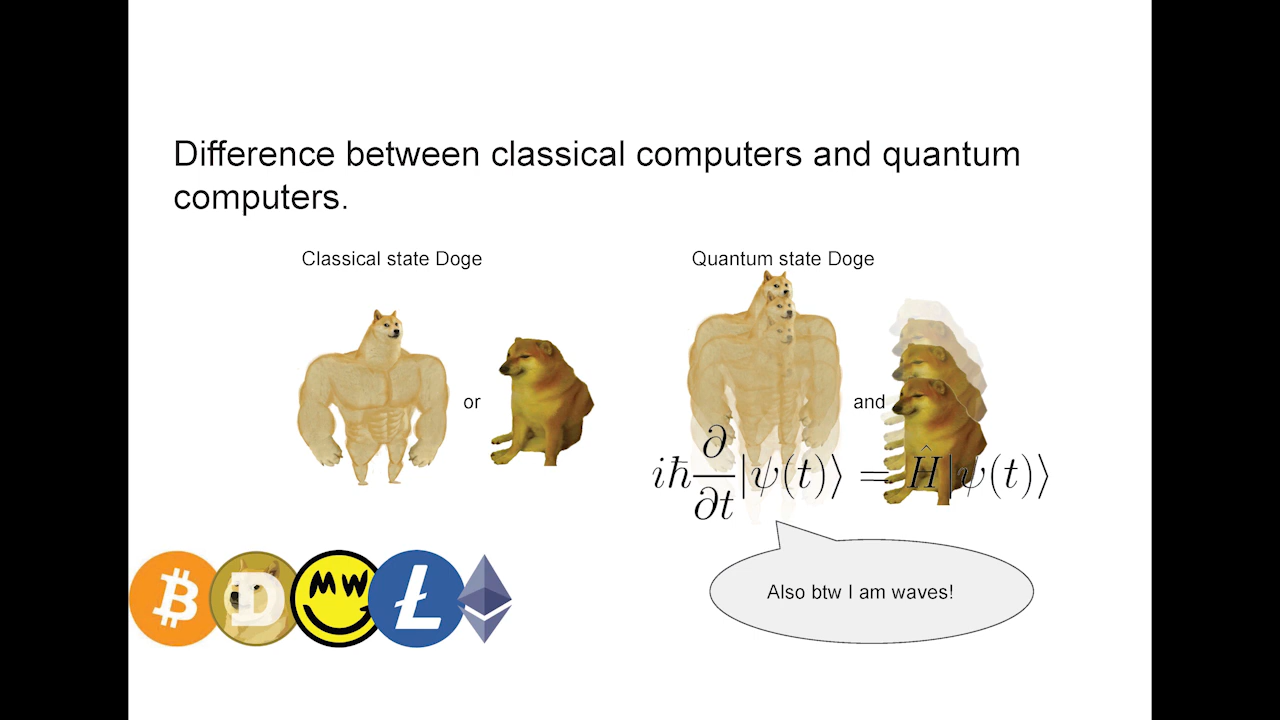 Difference between classical computers and quantum
computers.
Classical state Doge
Quantum state Doge
or
and
iħ ∂/∂t |ψ(t)⟩ = Ĥ|ψ(t)⟩
Also btw I am waves!
₿ D MW Ł